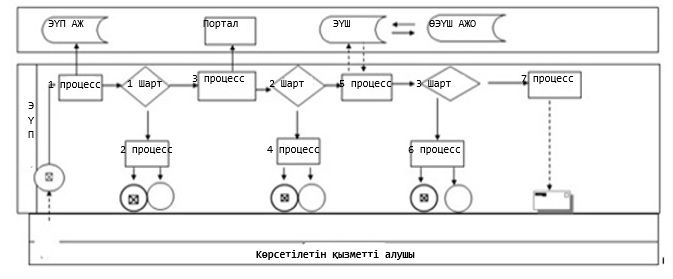 ЭҮП АЖ
Портал
ЭҮШ
ӨЭҮШ АЖО
1 процесс
1 Шарт
3 процесс
2 Шарт
5 процесс
3 Шарт
7 процесс
ЭҮП
2 процесс
4 процесс
6 процесс
Көрсетілетін қызметті алушы